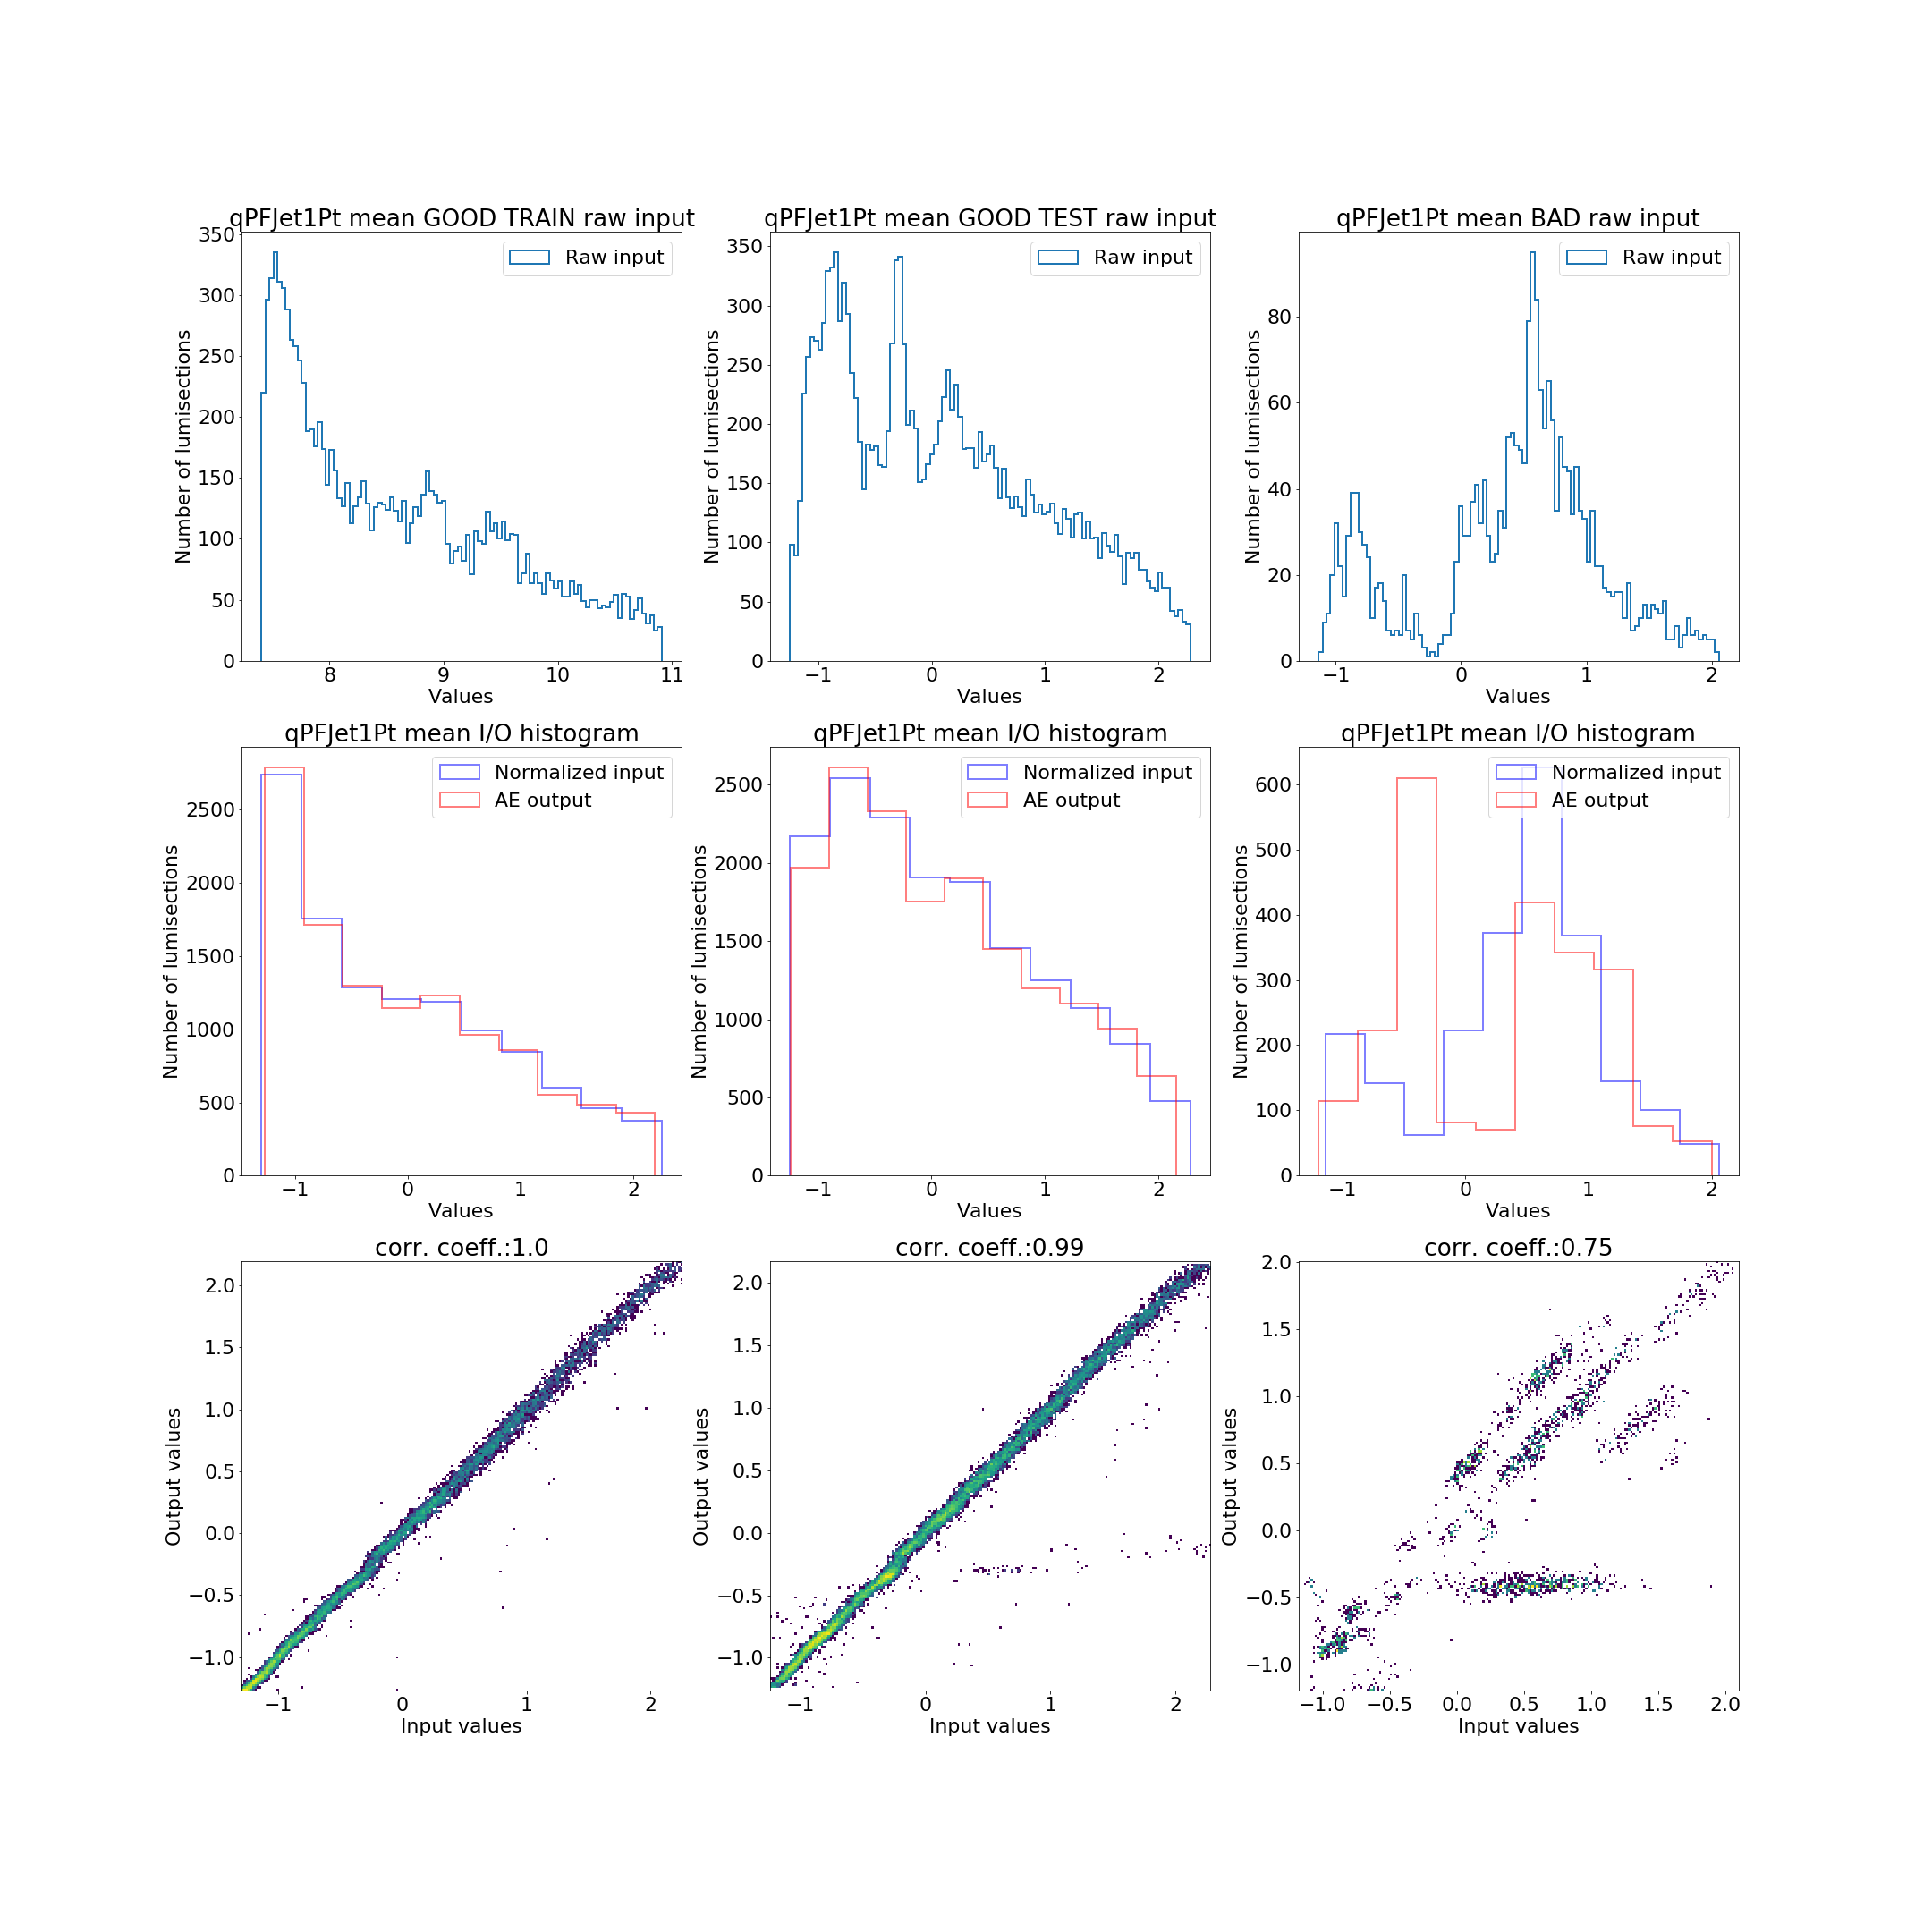 qPFJet1Pt mean GOOD TRAIN raw input
Raw input
350
300
250
200
150
100
50
0
8
9
10
11
Number of lumisections
Values
qPFJet1Pt mean GOOD TEST raw input
Raw input
350
300
250
200
150
100
50
0
−1
0
1
2
Number of lumisections
Values
qPFJet1Pt mean BAD raw input
Raw input
80
60
40
20
0
−1
0
1
2
Number of lumisections
Values
qPFJet1Pt mean I/O histogram
Normalized input
AE output
2500
2000
1500
1000
500
0
−1
0
1
2
Number of lumisections
Values
qPFJet1Pt mean I/O histogram
Normalized input
AE output
2500
2000
1500
1000
500
0
−1
0
1
2
Number of lumisections
Values
qPFJet1Pt mean I/O histogram
Normalized input
AE output
600
500
400
300
200
100
0
−1
0
1
2
Number of lumisections
Values
corr. coeff.:1.0
2.0
1.5
1.0
0.5
0.0
−0.5
−1.0
−1
0
1
2
Output values
Input values
corr. coeff.:0.99
2.0
1.5
1.0
0.5
0.0
−0.5
−1.0
−1
0
1
2
Output values
Input values
corr. coeff.:0.75
2.0
1.5
1.0
0.5
0.0
−0.5
−1.0
−1.0
−0.5
0.0
0.5
1.0
1.5
2.0
Output values
Input values